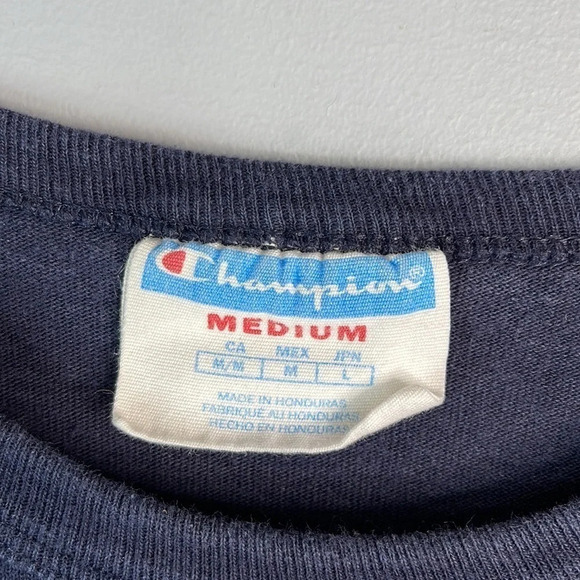 Champion®
MEDIUM
CA MEX JPN
M/M M L
MADE IN HONDURAS
FABRIQUÉ AU HONDURAS
HECHO EN HONDURAS